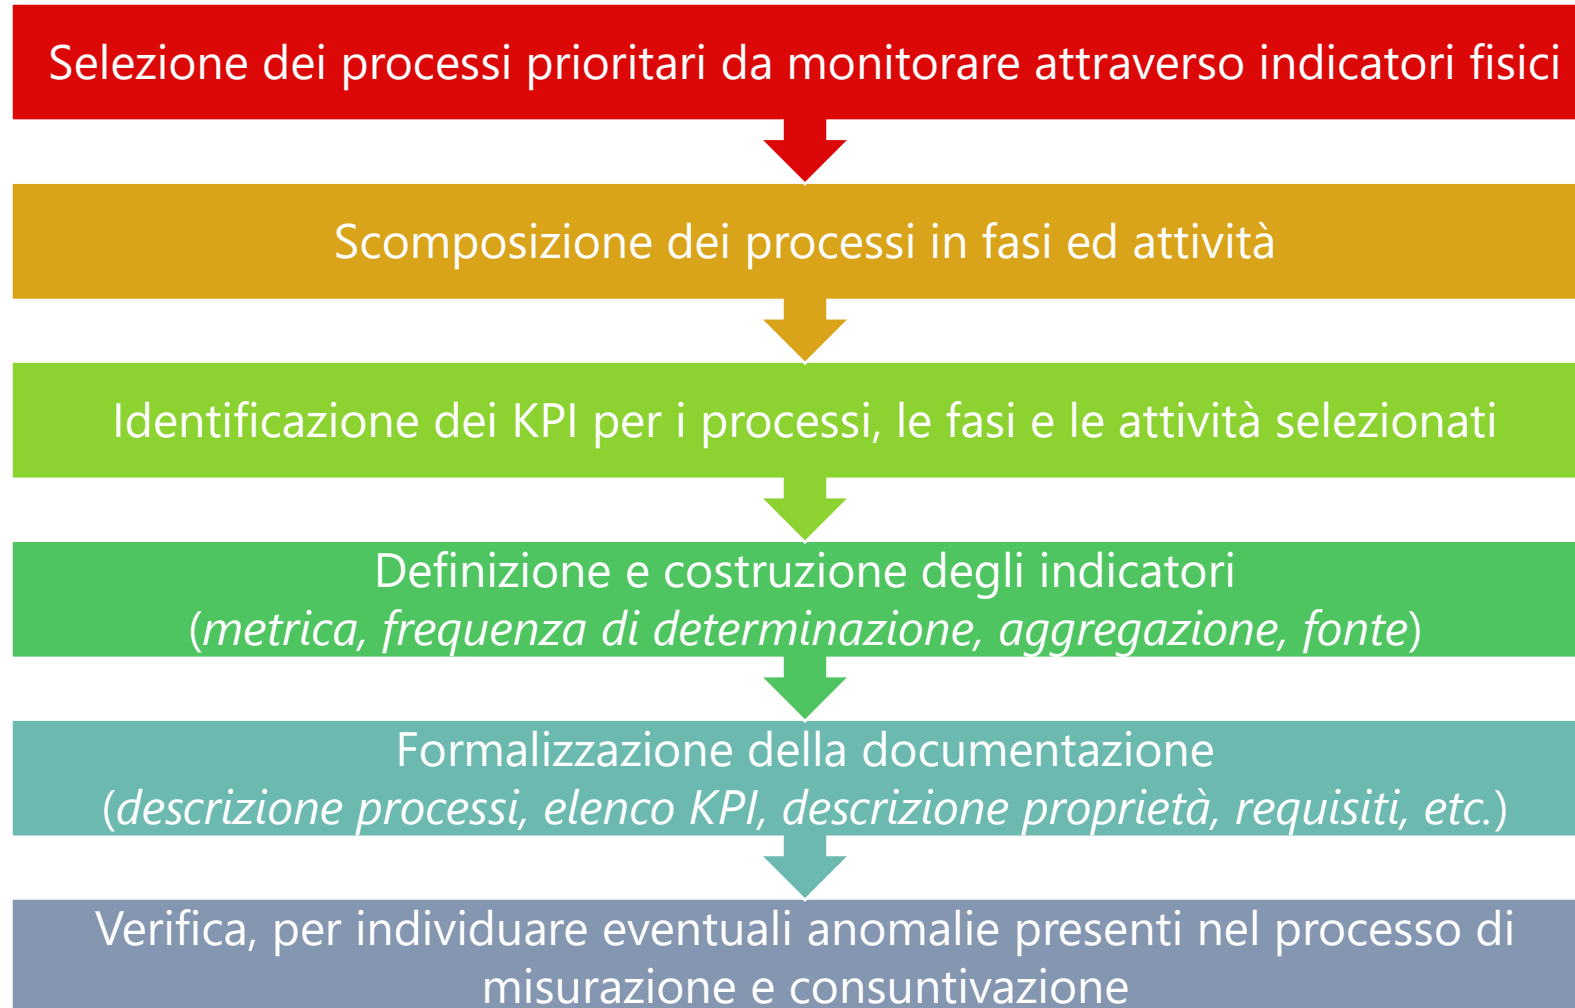 Selezione dei processi prioritari da monitorare attraverso indicatori fisici
Scomposizione dei processi in fasi ed attività
Identificazione dei KPI per i processi, le fasi e le attività selezionati
Definizione e costruzione degli indicatori
(metrica, frequenza di determinazione, aggregazione, fonte)
Formalizzazione della documentazione
(descrizione processi, elenco KPI, descrizione proprietà, requisiti, etc.)
Verifica, per individuare eventuali anomalie presenti nel processo di
misurazione e consuntivazione